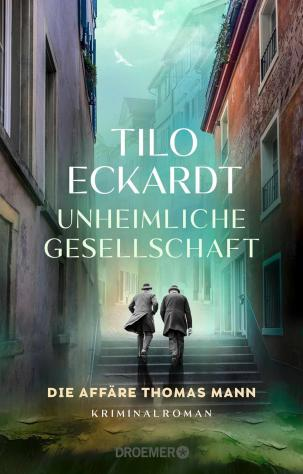 TILO
ECKARDT
UNHEIMLICHE
GESELLSCHAFT
DIE AFFÄRE THOMAS MANN
KRIMINALROMAN
DROEMER